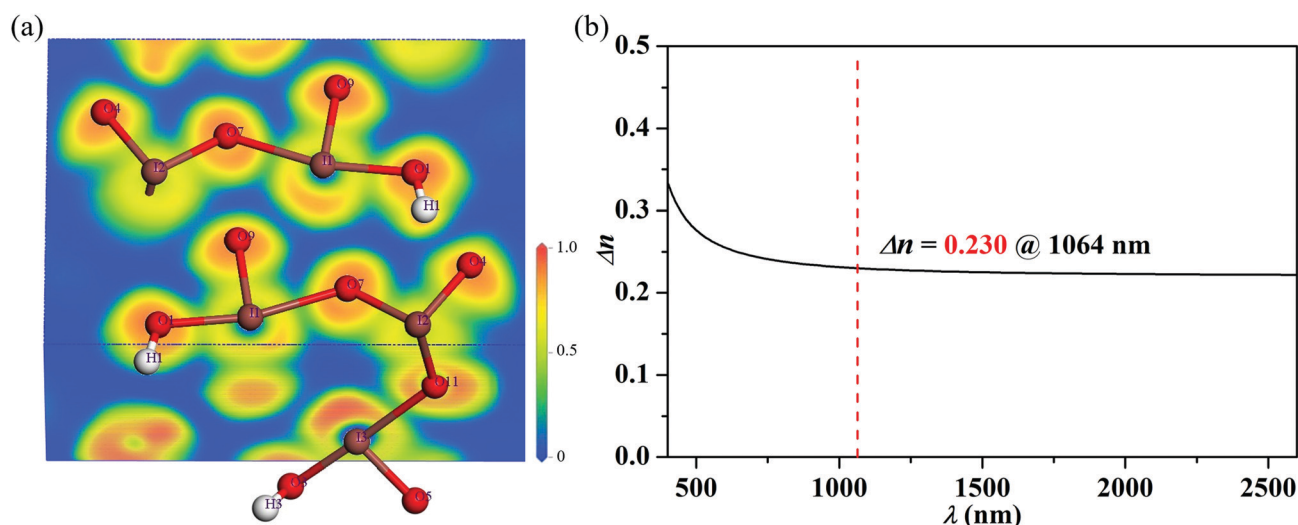 (a)
O4
O7
O9
I2
I1
O1
H1
O9
O7
O4
O1
I1
I2
H1
O11
I3
O3
H3
O5
1.0
0.5
0
(b)
0.5
0.4
0.3
0.2
0.1
0.0
Δn
Δn = 0.230 @ 1064 nm
500
1000
1500
2000
2500
λ (nm)